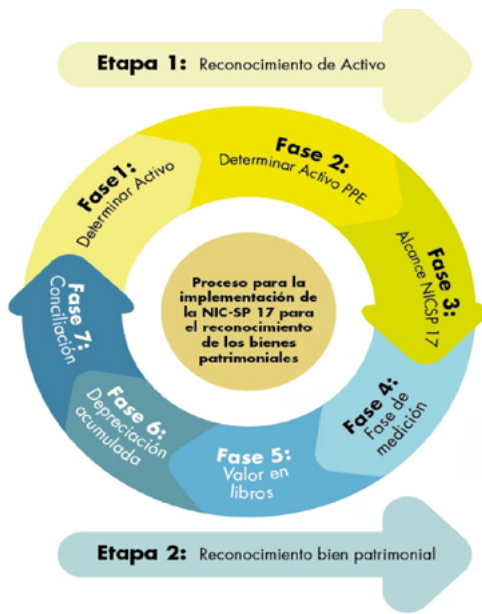 Etapa 1: Reconocimiento de Activo
Fase1:
Determinar Activo
Fase 2:
Determinar Activo PPE
Fase 3:
Alcance NICSP 17
Fase 4:
Fase de
medición
Fase 5:
Valor en
libros
Fase 6:
Depreciación
acumulada
Fase 7:
Conciliación
Proceso para la
implementación de
la NIC-SP 17 para
el reconocimiento
de los bienes
patrimoniales
Etapa 2: Reconocimiento bien patrimonial